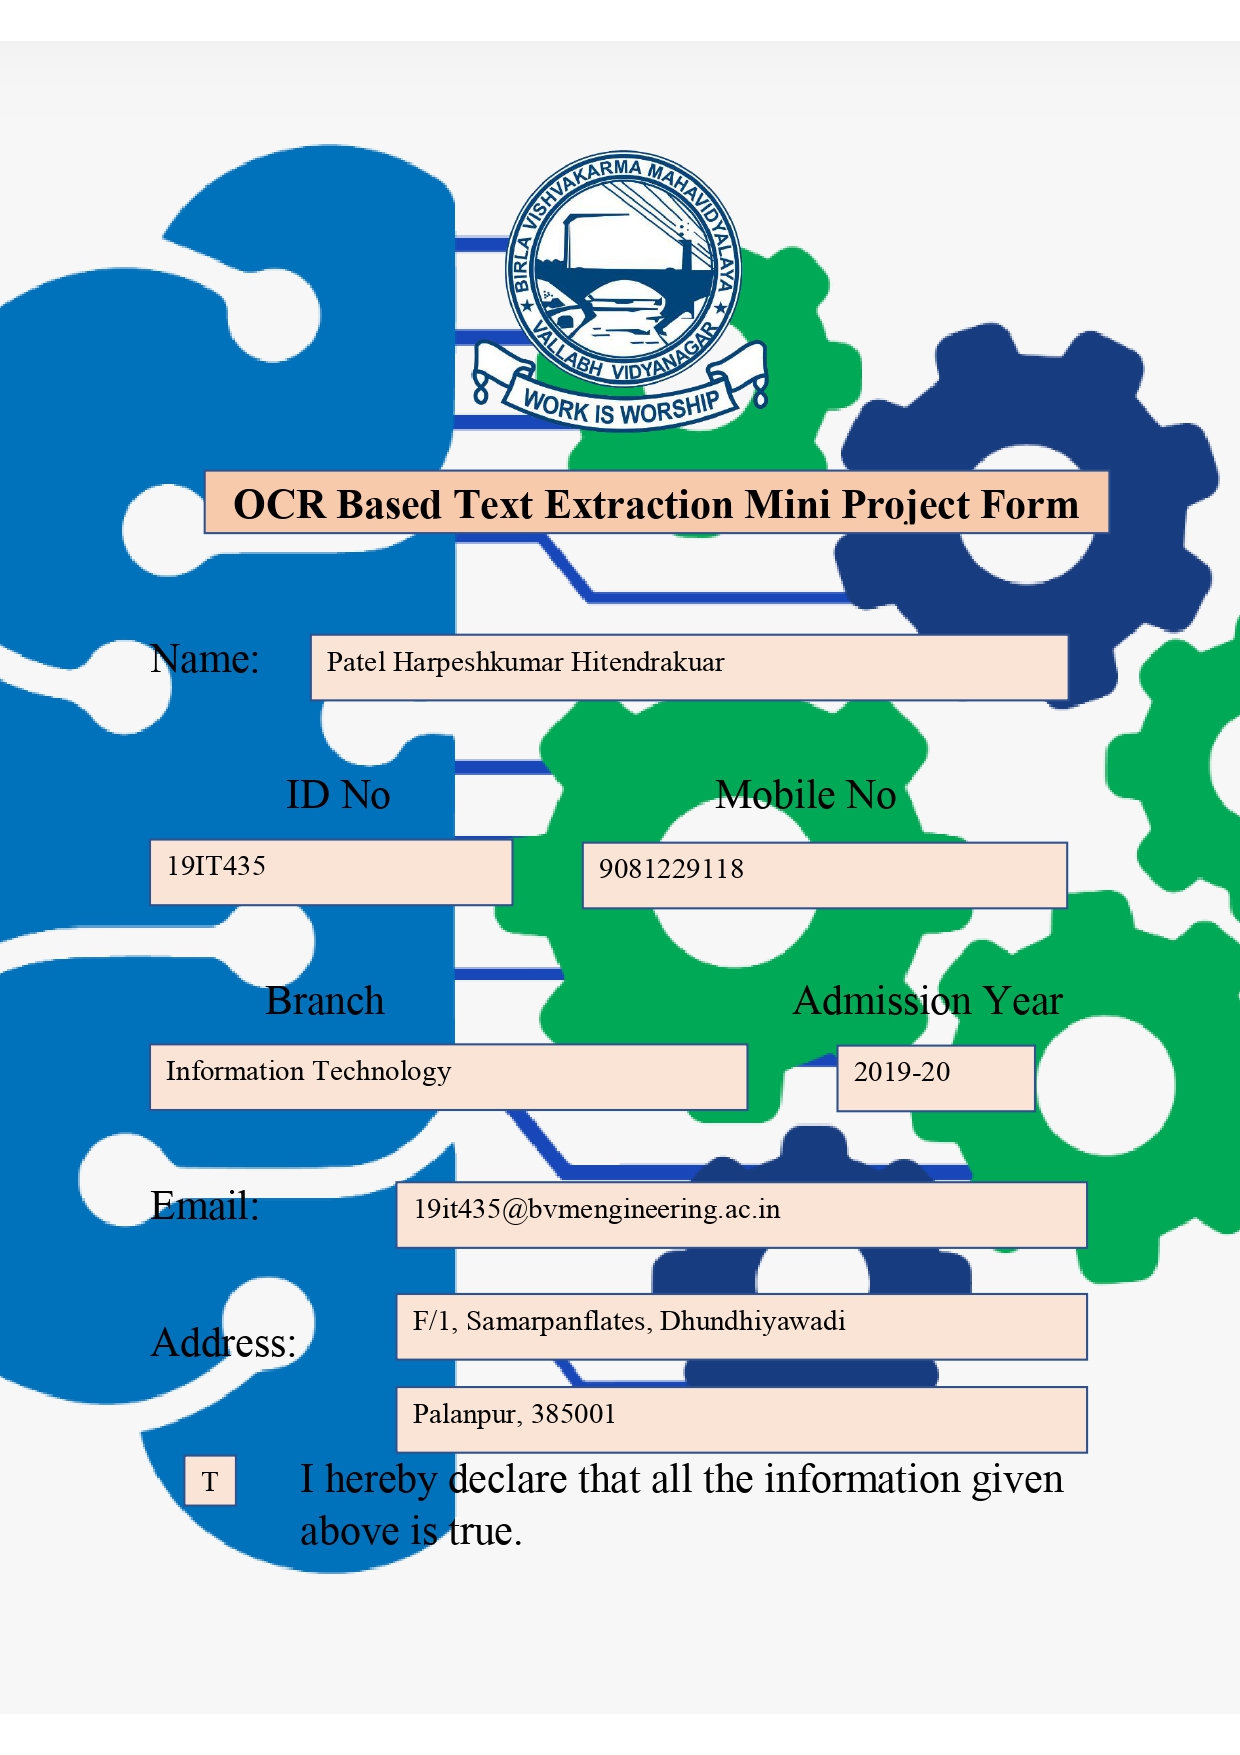 BIRLA VISHVAKARMA MAHAVIDYALAYA
★ VALLABH VIDYANAGAR ★
WORK IS WORSHIP
OCR Based Text Extraction Mini Project Form
Name: Patel Harpeshkumar Hitendrakuar
ID No Mobile No
19IT435 9081229118
Branch Admission Year
Information Technology 2019-20
Email: 19it435@bvmengineering.ac.in
Address: F/1, Samarpanflates, Dhundhiyawadi
Palanpur, 385001
T I hereby declare that all the information given
above is true.